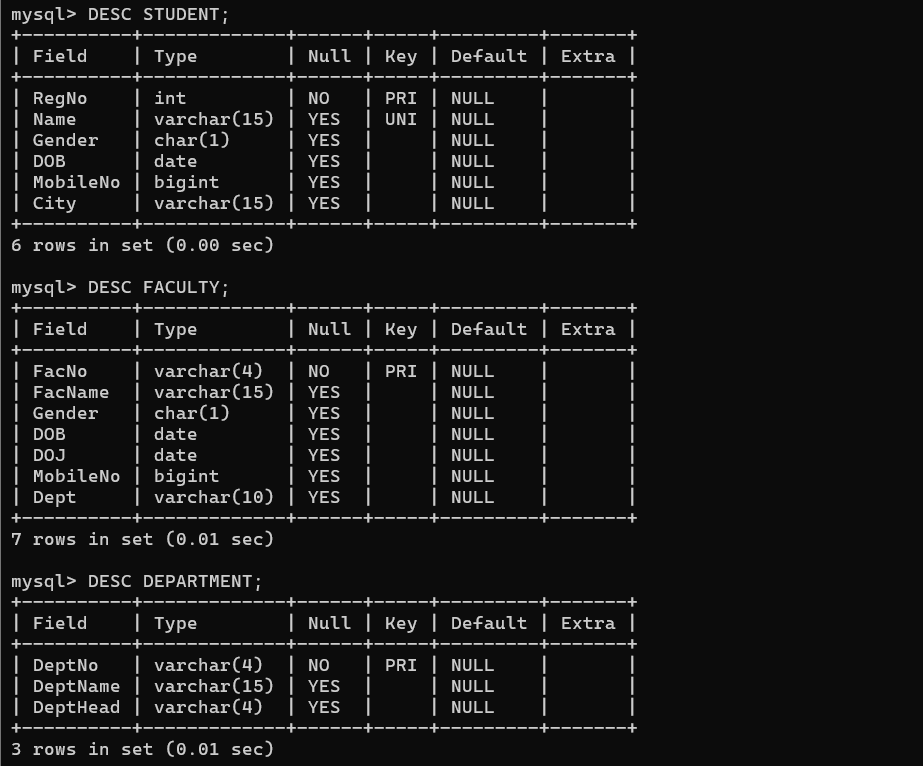 mysql> DESC STUDENT;
+----------+-------------+------+-----+---------+-------+
| Field    | Type        | Null | Key | Default | Extra |
+----------+-------------+------+-----+---------+-------+
| RegNo    | int         | NO   | PRI | NULL    |       |
| Name     | varchar(15) | YES  | UNI | NULL    |       |
| Gender   | char(1)     | YES  |     | NULL    |       |
| DOB      | date        | YES  |     | NULL    |       |
| MobileNo | bigint      | YES  |     | NULL    |       |
| City     | varchar(15) | YES  |     | NULL    |       |
+----------+-------------+------+-----+---------+-------+
6 rows in set (0.00 sec)

mysql> DESC FACULTY;
+----------+-------------+------+-----+---------+-------+
| Field    | Type        | Null | Key | Default | Extra |
+----------+-------------+------+-----+---------+-------+
| FacNo    | varchar(4)  | NO   | PRI | NULL    |       |
| FacName  | varchar(15) | YES  |     | NULL    |       |
| Gender   | char(1)     | YES  |     | NULL    |       |
| DOB      | date        | YES  |     | NULL    |       |
| DOJ      | date        | YES  |     | NULL    |       |
| MobileNo | bigint      | YES  |     | NULL    |       |
| Dept     | varchar(10) | YES  |     | NULL    |       |
+----------+-------------+------+-----+---------+-------+
7 rows in set (0.01 sec)

mysql> DESC DEPARTMENT;
+----------+-------------+------+-----+---------+-------+
| Field    | Type        | Null | Key | Default | Extra |
+----------+-------------+------+-----+---------+-------+
| DeptNo   | varchar(4)  | NO   | PRI | NULL    |       |
| DeptName | varchar(15) | YES  |     | NULL    |       |
| DeptHead | varchar(4)  | YES  |     | NULL    |       |
+----------+-------------+------+-----+---------+-------+
3 rows in set (0.01 sec)